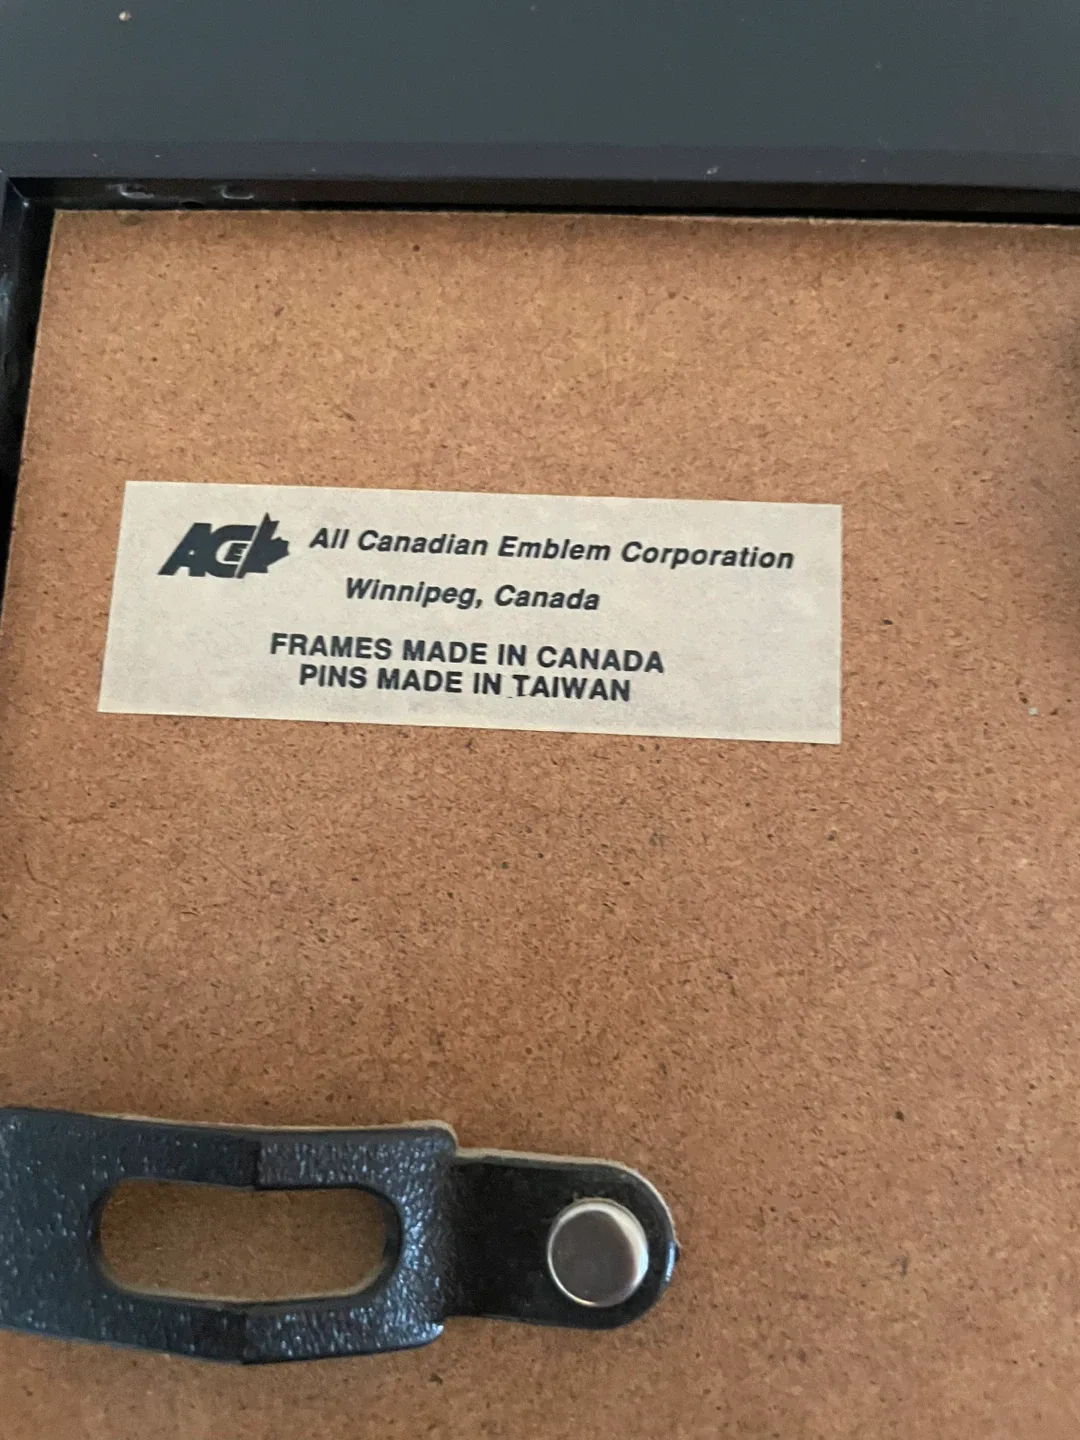 ACE All Canadian Emblem Corporation
Winnipeg, Canada
FRAMES MADE IN CANADA
PINS MADE IN TAIWAN